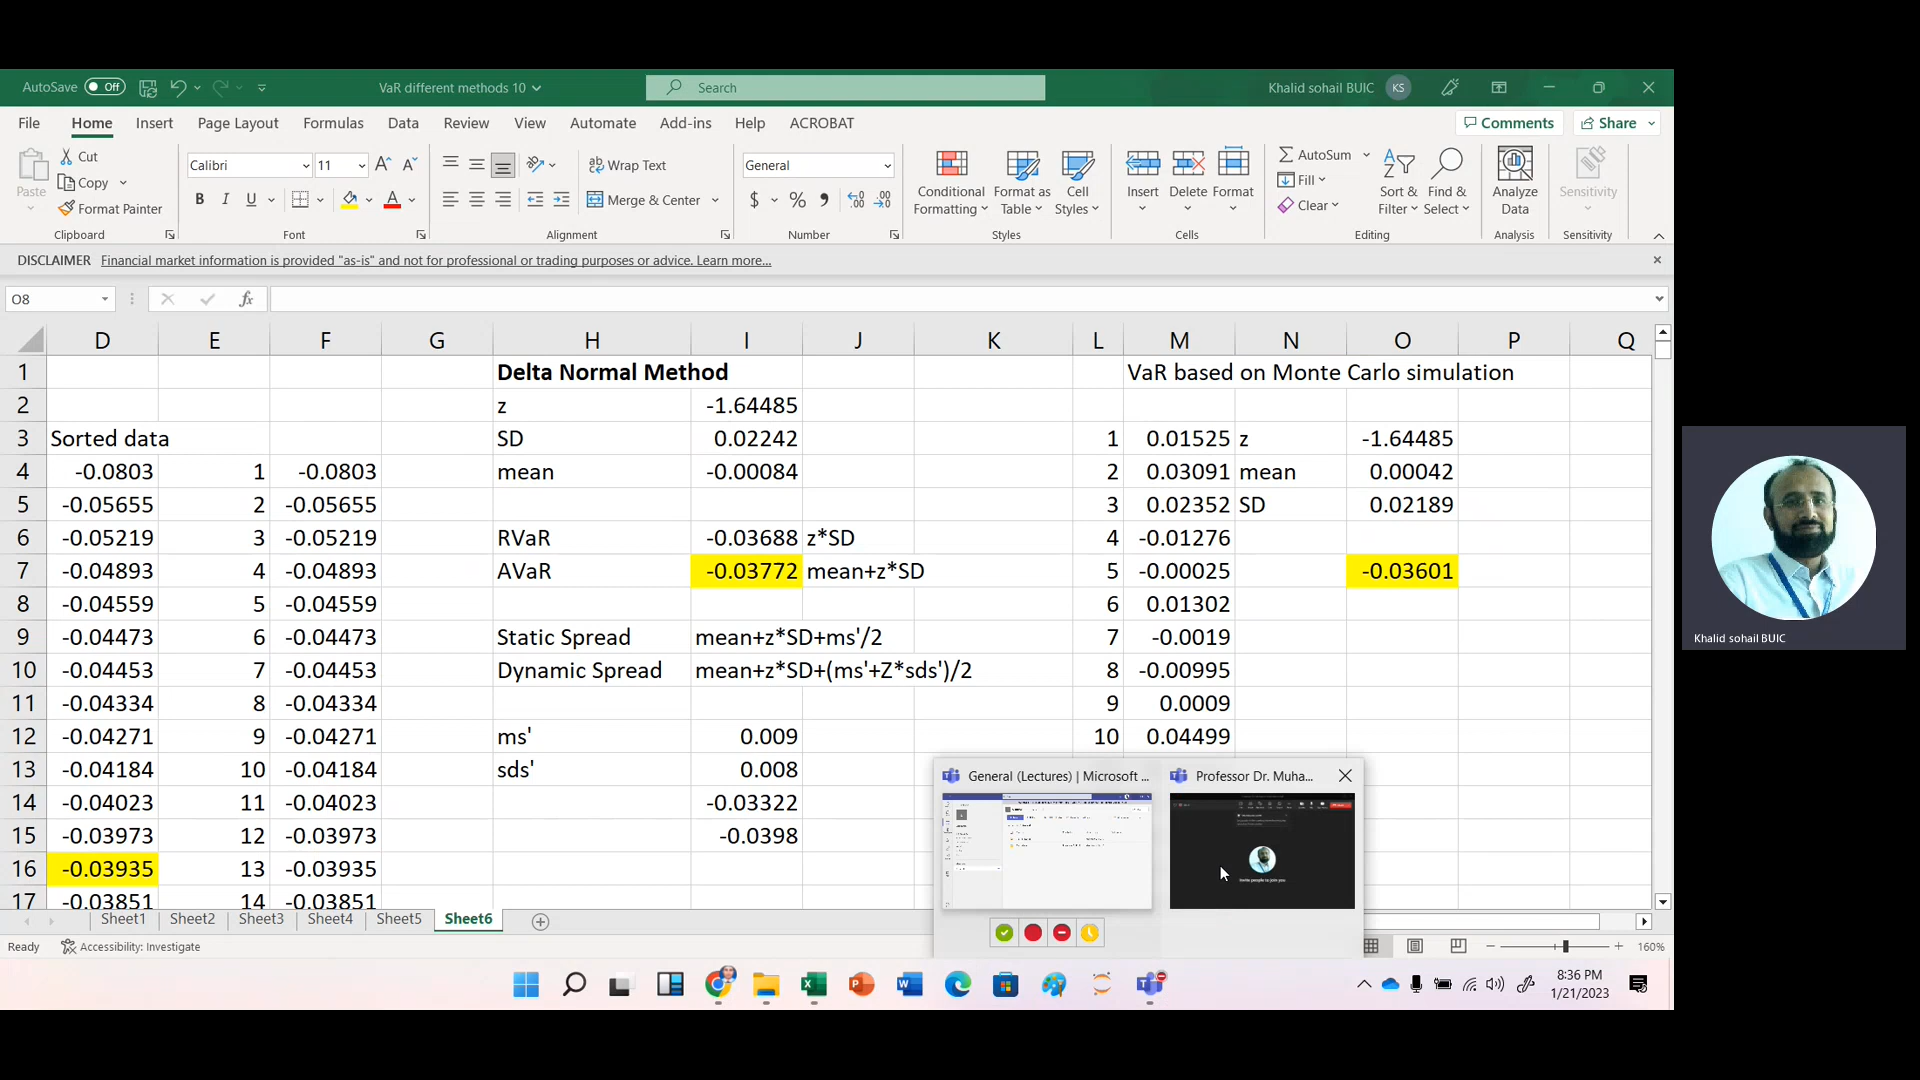 AutoSave Off VaR different methods 10 Search Khalid sohail BUIC KS
File Home Insert Page Layout Formulas Data Review View Automate Add-ins Help ACROBAT Comments Share
Paste Cut Copy Format Painter
Clipboard
Calibri 11
B I U A
Font
Wrap Text
Merge & Center
Alignment
General
$ % ,
Number
Conditional Formatting Format as Table Cell Styles
Styles
Insert Delete Format
Cells
AutoSum Fill Clear Sort & Filter Find & Select
Editing
Analyze Data
Analysis
Sensitivity
Sensitivity
DISCLAIMER Financial market information is provided "as-is" and not for professional or trading purposes or advice. Learn more...
O8 fx
D E F G H I J K L M N O P Q
1 Delta Normal Method VaR based on Monte Carlo simulation
2 z -1.64485
3 Sorted data SD 0.02242 1 0.01525 z -1.64485
4 -0.0803 1 -0.0803 mean -0.00084 2 0.03091 mean 0.00042
5 -0.05655 2 -0.05655 3 0.02352 SD 0.02189
6 -0.05219 3 -0.05219 RVaR -0.03688 z*SD 4 -0.01276
7 -0.04893 4 -0.04893 AVaR -0.03772 mean+z*SD 5 -0.00025 -0.03601
8 -0.04559 5 -0.04559 6 0.01302
9 -0.04473 6 -0.04473 Static Spread mean+z*SD+ms'/2 7 -0.0019
10 -0.04453 7 -0.04453 Dynamic Spread mean+z*SD+(ms'+Z*sds')/2 8 -0.00995
11 -0.04334 8 -0.04334 9 0.0009
12 -0.04271 9 -0.04271 ms' 0.009 10 0.04499
13 -0.04184 10 -0.04184 sds' 0.008
14 -0.04023 11 -0.04023 -0.03322
15 -0.03973 12 -0.03973 -0.0398
16 -0.03935 13 -0.03935
17 -0.03851 14 -0.03851
General (Lectures) | Microsoft ... Professor Dr. Muha...
Invite people to join you
Sheet1 Sheet2 Sheet3 Sheet4 Sheet5 Sheet6
Ready Accessibility: Investigate 160%
8:36 PM
1/21/2023
Khalid sohail BUIC